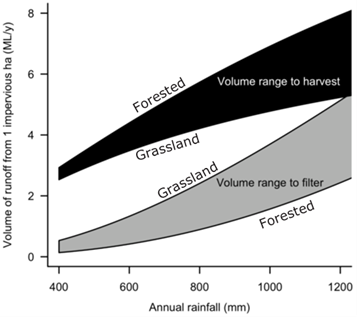 8
6
4
2
0
Volume of runoff from 1 impervious ha (ML/y)
Forested
Volume range to harvest
Grassland
Grassland
Volume range to filter
Forested
400 600 800 1000 1200
Annual rainfall (mm)